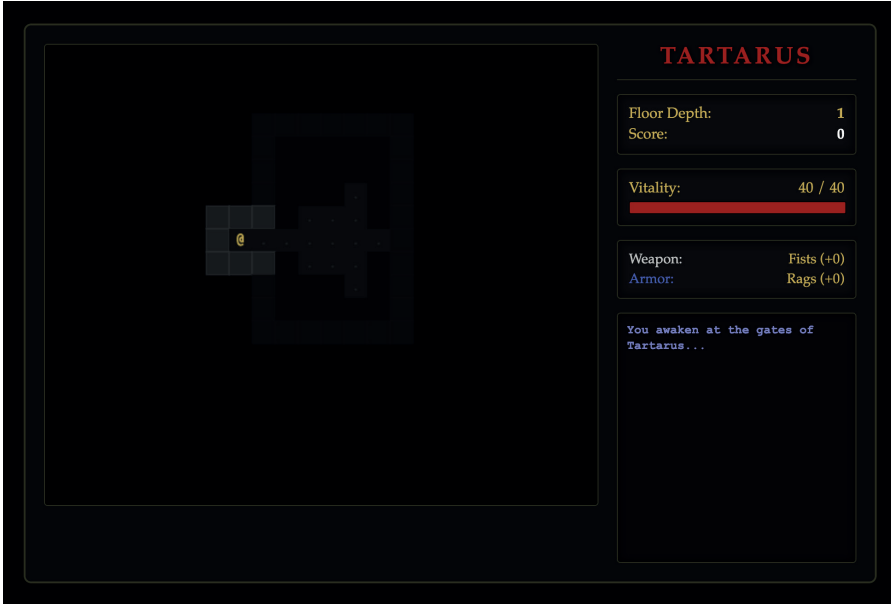 TARTARUS
Floor Depth: 1
Score: 0
Vitality: 40 / 40
@
Weapon: Fists (+0)
Armor: Rags (+0)
You awaken at the gates of
Tartarus...